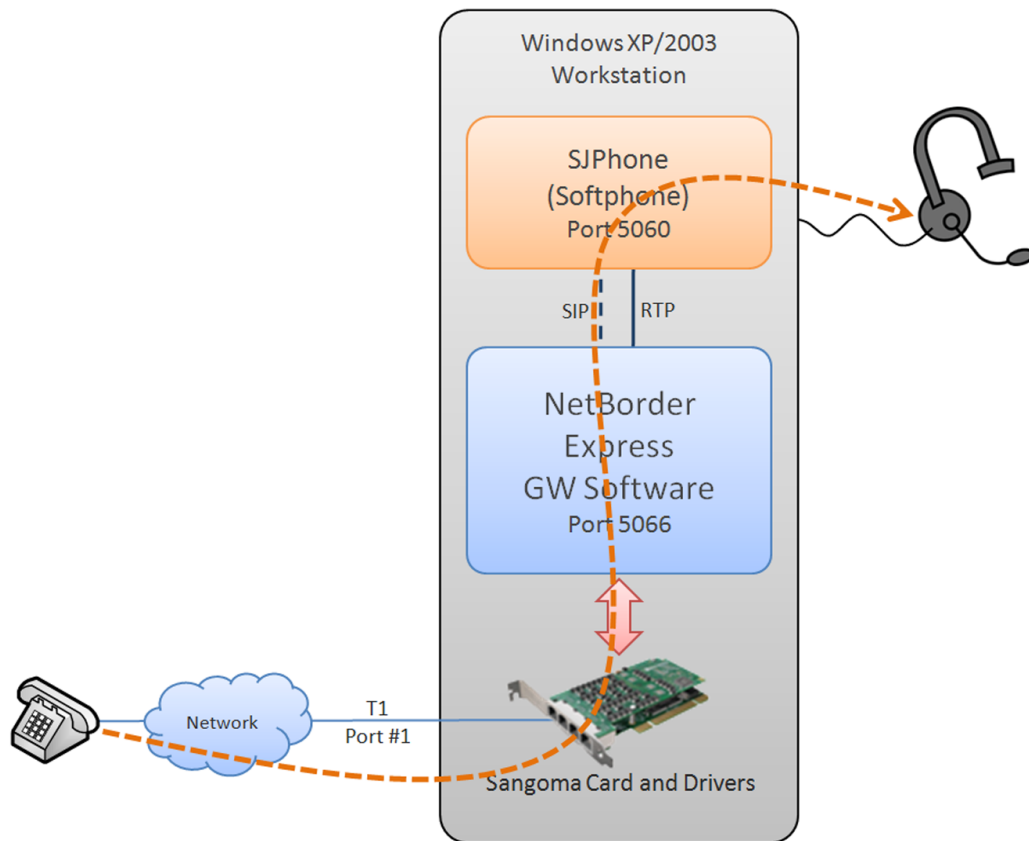 Windows XP/2003
Workstation
SJPhone
(Softphone)
Port 5060
SIP
RTP
NetBorder
Express
GW Software
Port 5066
Network
T1
Port #1
Sangoma Card and Drivers